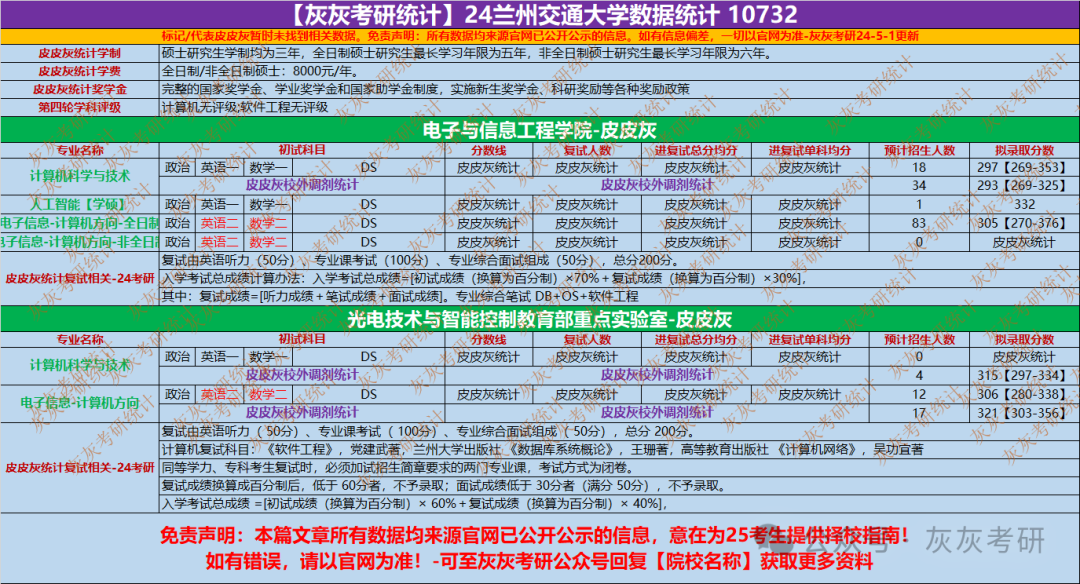 【灰灰考研统计】24兰州交通大学数据统计 10732
标记/代表皮皮灰暂时未找到相关数据。免责声明：所有数据均来源官网已公开公示的信息。如有信息偏差，一切以官网为准-灰灰考研24-5-1更新
皮皮灰统计学制 硕士研究生学制均为三年，全日制硕士研究生最长学习年限为五年，非全日制硕士研究生最长学习年限为六年。
皮皮灰统计学费 全日制/非全日制硕士：8000元/年。
皮皮灰统计奖学金 完整的国家奖学金、学业奖学金和国家助学金制度，实施新生奖学金、科研奖励等各种奖励政策
第四轮学科评级 计算机无评级;软件工程无评级
电子与信息工程学院-皮皮灰
专业名称 初试科目 分数线 复试人数 进复试总分均分 进复试单科均分 预计招生人数 拟录取分数
计算机科学与技术 政治 英语一 数学一 DS 皮皮灰统计 皮皮灰统计 皮皮灰统计 皮皮灰统计 18 297【269-353】
皮皮灰校外调剂统计 皮皮灰统计 34 293【269-325】
人工智能【学硕】 政治 英语一 数学一 DS 皮皮灰统计 皮皮灰统计 皮皮灰统计 皮皮灰统计 1 332
电子信息-计算机方向-全日制 政治 英语二 数学二 DS 皮皮灰统计 皮皮灰统计 皮皮灰统计 皮皮灰统计 83 305【270-376】
电子信息-计算机方向-非全日制 政治 英语二 数学二 DS 皮皮灰统计 皮皮灰统计 皮皮灰统计 皮皮灰统计 0 皮皮灰统计
复试由英语听力（50分）、专业课考试（100分）、专业综合面试组成（50分），总分200分。
皮皮灰统计复试相关-24考研 入学考试总成绩计算办法：入学考试总成绩=[初试成绩（换算为百分制）×70%＋复试成绩（换算为百分制）×30%],
其中：复试成绩=[听力成绩＋笔试成绩＋面试成绩]。专业综合笔试 DB+OS+软件工程
光电技术与智能控制教育部重点实验室-皮皮灰
专业名称 初试科目 分数线 复试人数 进复试总分均分 进复试单科均分 预计招生人数 拟录取分数
计算机科学与技术 政治 英语一 数学一 DS 皮皮灰统计 皮皮灰统计 皮皮灰统计 皮皮灰统计 0 皮皮灰统计
皮皮灰校外调剂统计 皮皮灰校外调剂统计 4 315【297-334】
电子信息-计算机方向 政治 英语二 数学二 DS 皮皮灰统计 皮皮灰统计 皮皮灰统计 皮皮灰统计 12 306【280-338】
皮皮灰校外调剂统计 皮皮灰校外调剂统计 17 321【303-356】
复试由英语听力（ 50分）、专业课考试（ 100分）、专业综合面试组成（ 50分），总分 200分。
计算机复试科目：《软件工程》，党建武著，兰州大学出版社 《数据库系统概论》，王珊著，高等教育出版社 《计算机网络》，吴功宜著
皮皮灰统计复试相关-24考研 同等学力、专科考生复试时，必须加试招生简章要求的两门专业课，考试方式为闭卷。
复试成绩换算成百分制后，低于 60分者，不予录取；面试成绩低于 30分者（满分 50分），不予录取。
入学考试总成绩 =[初试成绩（换算为百分制）× 60%＋复试成绩（换算为百分制）× 40%],
免责声明：本篇文章所有数据均来源官网已公开公示的信息，意在为25考生提供择校指南！
如有错误，请以官网为准！-可至灰灰考研公众号回复【院校名称】获取更多资料
公众号 灰灰考研